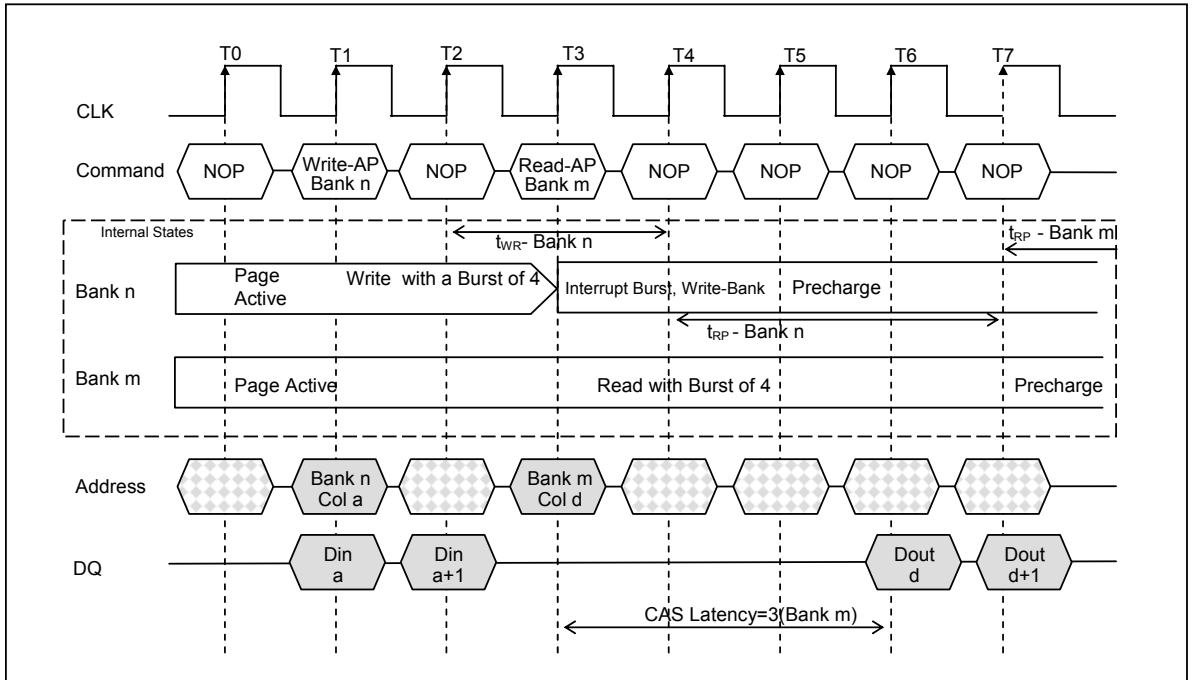 T0 T1 T2 T3 T4 T5 T6 T7
CLK
Command NOP Write-AP NOP Read-AP NOP NOP NOP NOP
Bank n Bank m
Internal States
tWR- Bank n
tRP - Bank m
Bank n
Page
Active
Write with a Burst of 4
Interrupt Burst, Write-Bank Precharge
tRP - Bank n
Bank m
Page Active Read with Burst of 4 Precharge
Address
Bank n
Col a
Bank m
Col d
DQ
Din
a
Din
a+1
Dout
d
Dout
d+1
CAS Latency=3(Bank m)